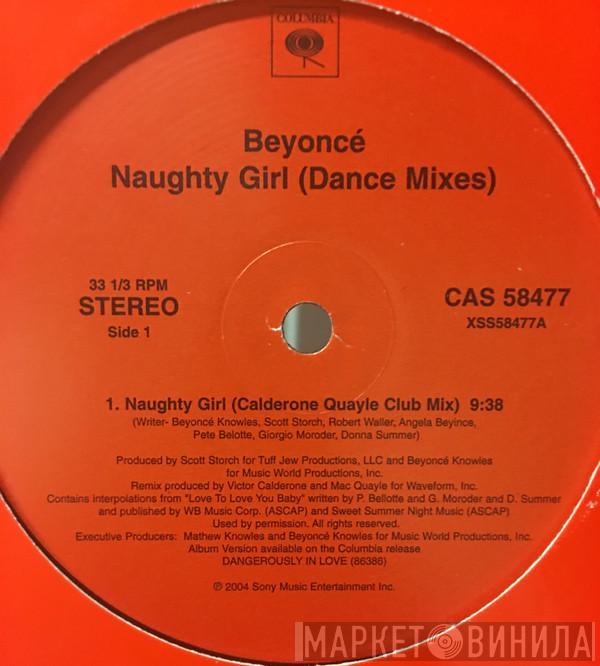 COLUMBIA
Beyoncé
Naughty Girl (Dance Mixes)
33 1/3 RPM
STEREO
Side 1
CAS 58477
XSS58477A
1. Naughty Girl (Calderone Quayle Club Mix) 9:38
(Writer- Beyoncé Knowles, Scott Storch, Robert Waller, Angela Beyince,
Pete Belotte, Giorgio Moroder, Donna Summer)
Produced by Scott Storch for Tuff Jew Productions, LLC and Beyoncé Knowles
for Music World Productions, Inc.
Remix produced by Victor Calderone and Mac Quayle for Waveform, Inc.
Contains interpolations from "Love To Love You Baby" written by P. Bellotte and G. Moroder and D. Summer
and published by WB Music Corp. (ASCAP) and Sweet Summer Night Music (ASCAP)
Used by permission. All rights reserved.
Executive Producers: Mathew Knowles and Beyoncé Knowles for Music World Productions, Inc.
Album Version available on the Columbia release
DANGEROUSLY IN LOVE (86386)
℗ 2004 Sony Music Entertainment Inc.
МАРКЕТ ВИНИЛА